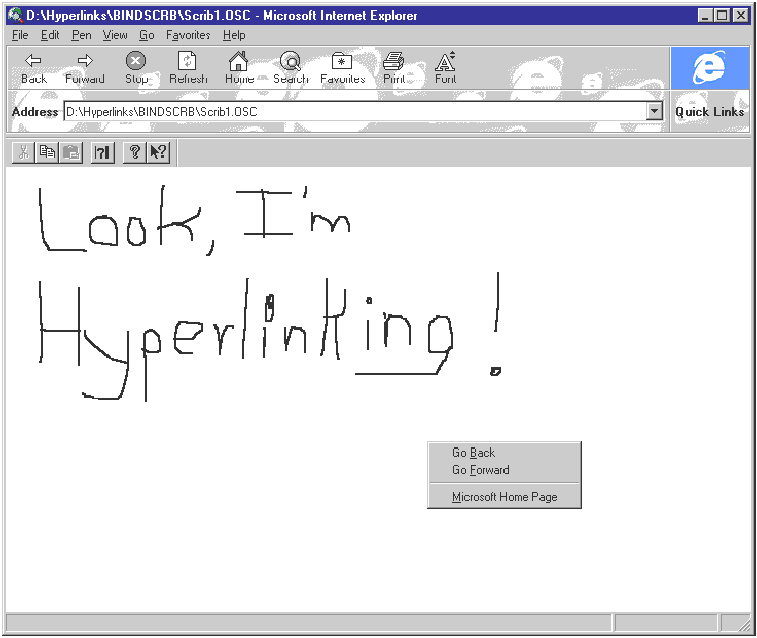 D:\Hyperlinks\BINDSCRB\Scrib1.OSC - Microsoft Internet Explorer
File Edit Pen View Go Favorites Help
Back Forward Stop Refresh Home Search Favorites Print Font
Address D:\Hyperlinks\BINDSCRB\Scrib1.OSC Quick Links
Look, I'm
Hyperlinking!
Go Back
Go Forward
Microsoft Home Page